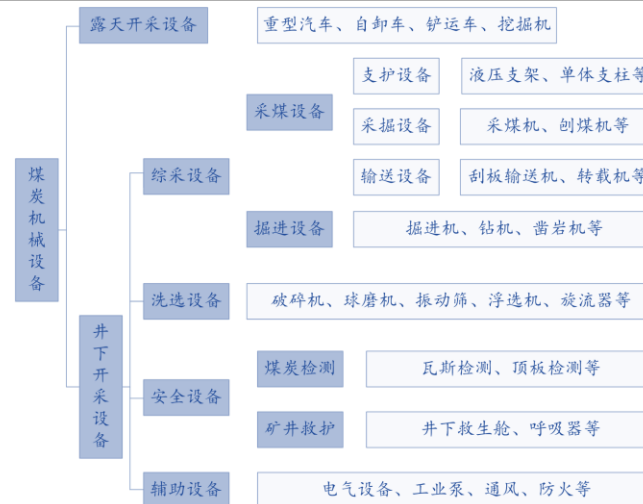 露天开采设备
重型汽车、自卸车、铲运车、挖掘机
支护设备
液压支架、单体支柱等
采煤设备
采掘设备
采煤机、刨煤机等
煤炭机械设备
综采设备
输送设备
刮板输送机、转载机等
掘进设备
掘进机、钻机、凿岩机等
洗选设备
破碎机、球磨机、振动筛、浮选机、旋流器等
井下开采设备
煤炭检测
瓦斯检测、顶板检测等
安全设备
矿井救护
井下救生舱、呼吸器等
辅助设备
电气设备、工业泵、通风、防火等